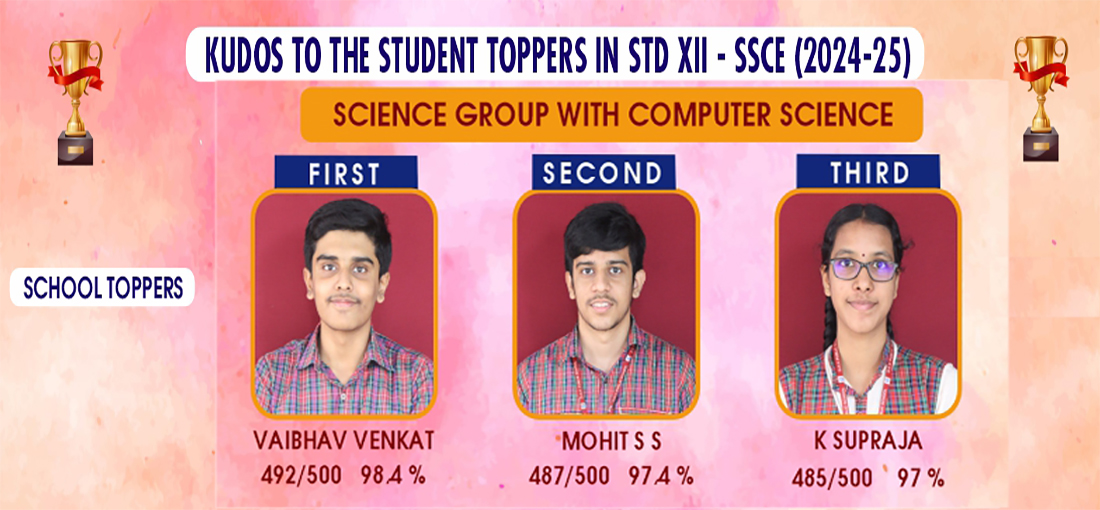 KUDOS TO THE STUDENT TOPPERS IN STD XII - SSCE (2024-25)
SCIENCE GROUP WITH COMPUTER SCIENCE
FIRST SECOND THIRD
SCHOOL TOPPERS
VAIBHAV VENKAT MOHIT S S K SUPRAJA
492/500 98.4 % 487/500 97.4 % 485/500 97 %